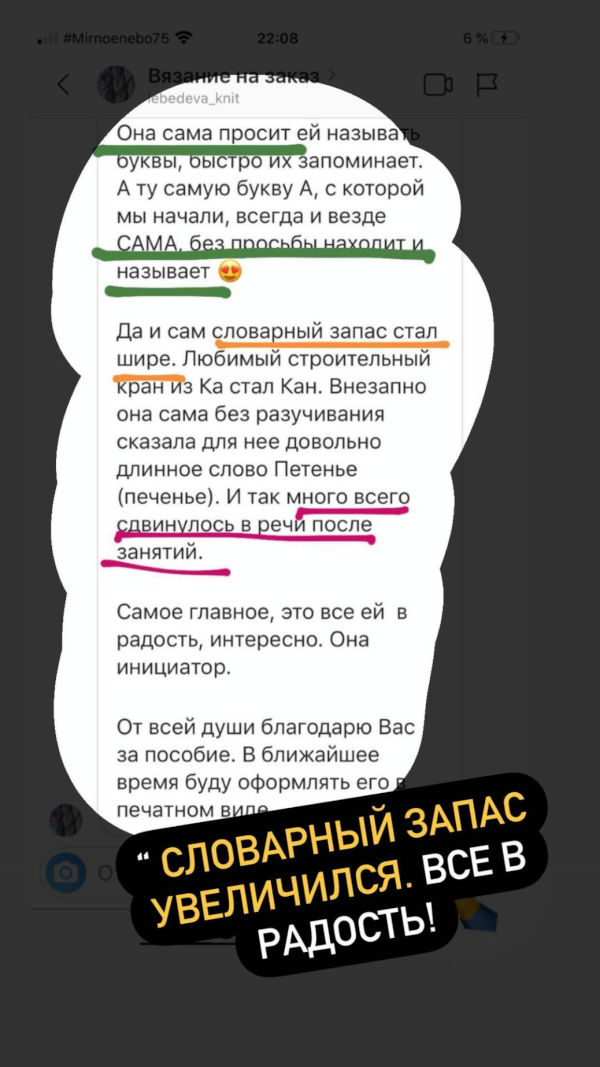 #Mirnoenebo75 22:08 6 %
Вязание на заказ
lebedeva_knit
Она сама просит ей называть
буквы, быстро их запоминает.
А ту самую букву А, с которой
мы начали, всегда и везде
САМА, без просьбы находит и
называет 😍
Да и сам словарный запас стал
шире. Любимый строительный
кран из Ка стал Кан. Внезапно
она сама без разучивания
сказала для нее довольно
длинное слово Петенье
(печенье). И так много всего
сдвинулось в речи после
занятий.
Самое главное, это все ей в
радость, интересно. Она
инициатор.
От всей души благодарю Вас
за пособие. В ближайшее
время буду оформлять его в
печатном виде
“ СЛОВАРНЫЙ ЗАПАС
УВЕЛИЧИЛСЯ. ВСЕ В
РАДОСТЬ!